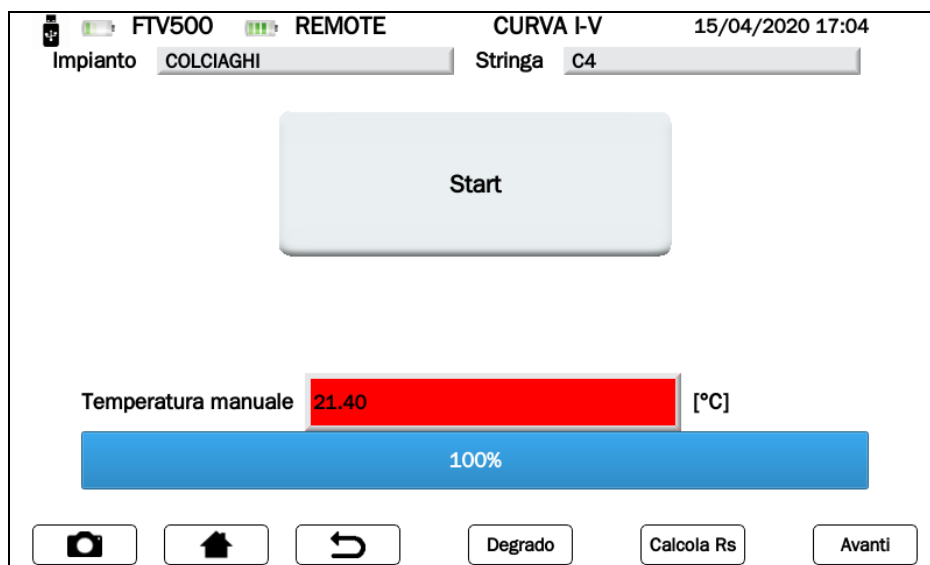 FTV500 REMOTE CURVA I-V 15/04/2020 17:04
Impianto COLCIAGHI Stringa C4
Start
Temperatura manuale 21.40 [°C]
100%
Degrado Calcola Rs Avanti